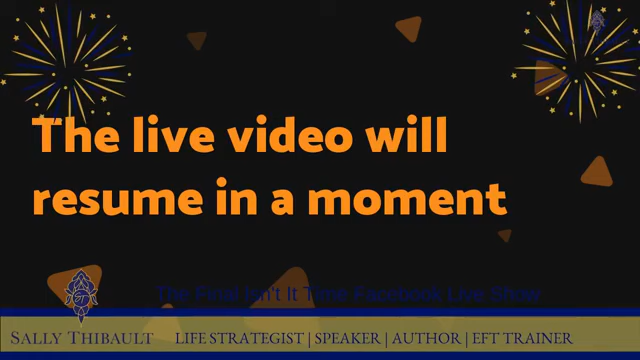 The live video will
resume in a moment
The Final Isn't It Time Facebook Live Show
SALLY THIBAULT LIFE STRATEGIST | SPEAKER | AUTHOR | EFT TRAINER